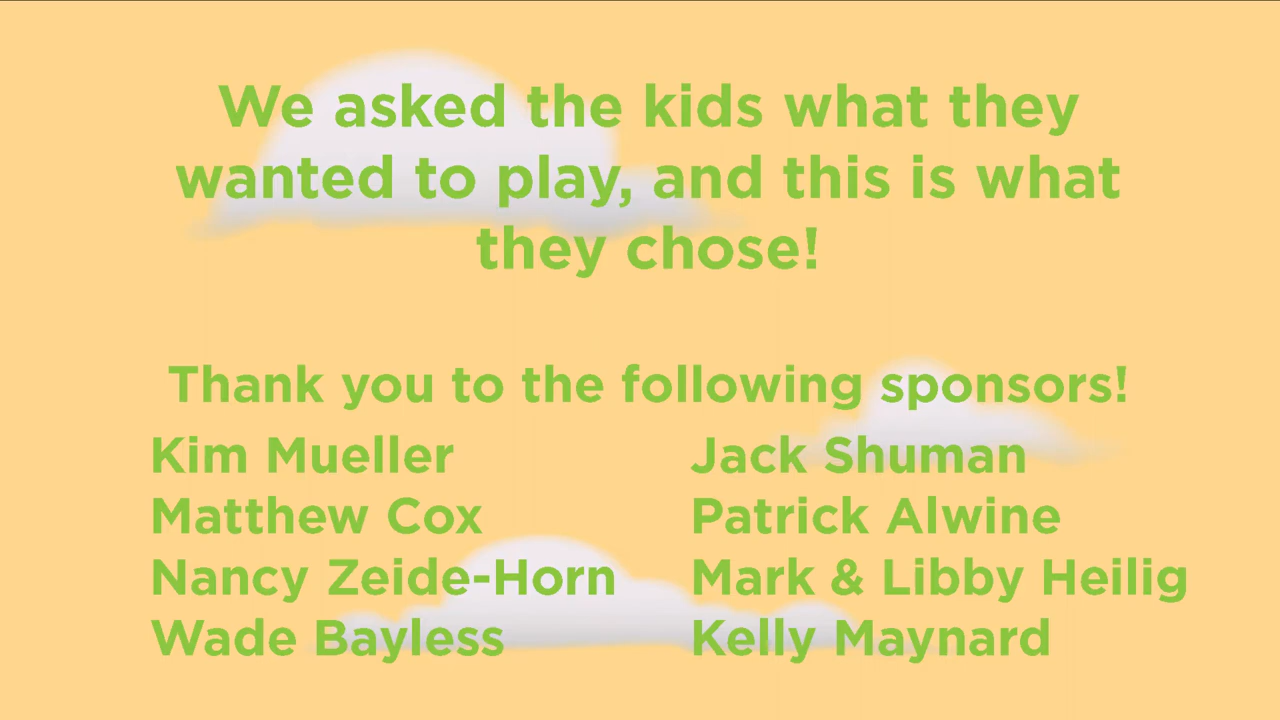 We asked the kids what they
wanted to play, and this is what
they chose!
Thank you to the following sponsors!
Kim Mueller
Matthew Cox
Nancy Zeide-Horn
Wade Bayless
Jack Shuman
Patrick Alwine
Mark & Libby Heilig
Kelly Maynard